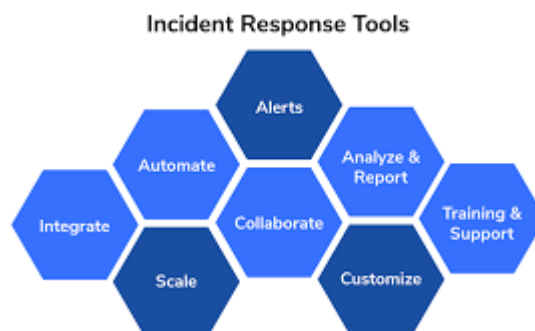 Incident Response Tools
Alerts
Automate
Analyze &
Report
Integrate
Collaborate
Training &
Support
Scale
Customize